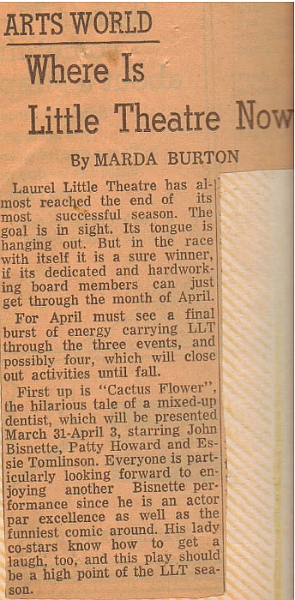 ARTS WORLD
Where Is
Little Theatre Now
By MARDA BURTON
Laurel Little Theatre has al-
most reached the end of its
most successful season. The
goal is in sight. Its tongue is
hanging out. But in the race
with itself it is a sure winner,
if its dedicated and hardwork-
ing board members can just
get through the month of April.
For April must see a final
burst of energy carrying LLT
through the three events, and
possibly four, which will close
out activities until fall.
First up is "Cactus Flower",
the hilarious tale of a mixed-up
dentist, which will be presented
March 31-April 3, starring John
Bisnette, Patty Howard and Es-
sie Tomlinson. Everyone is part-
icularly looking forward to en-
joying another Bisnette per-
formance since he is an actor
par excellence as well as the
funniest comic around. His lady
co-stars know how to get a
laugh, too, and this play should
be a high point of the LLT sea-
son.